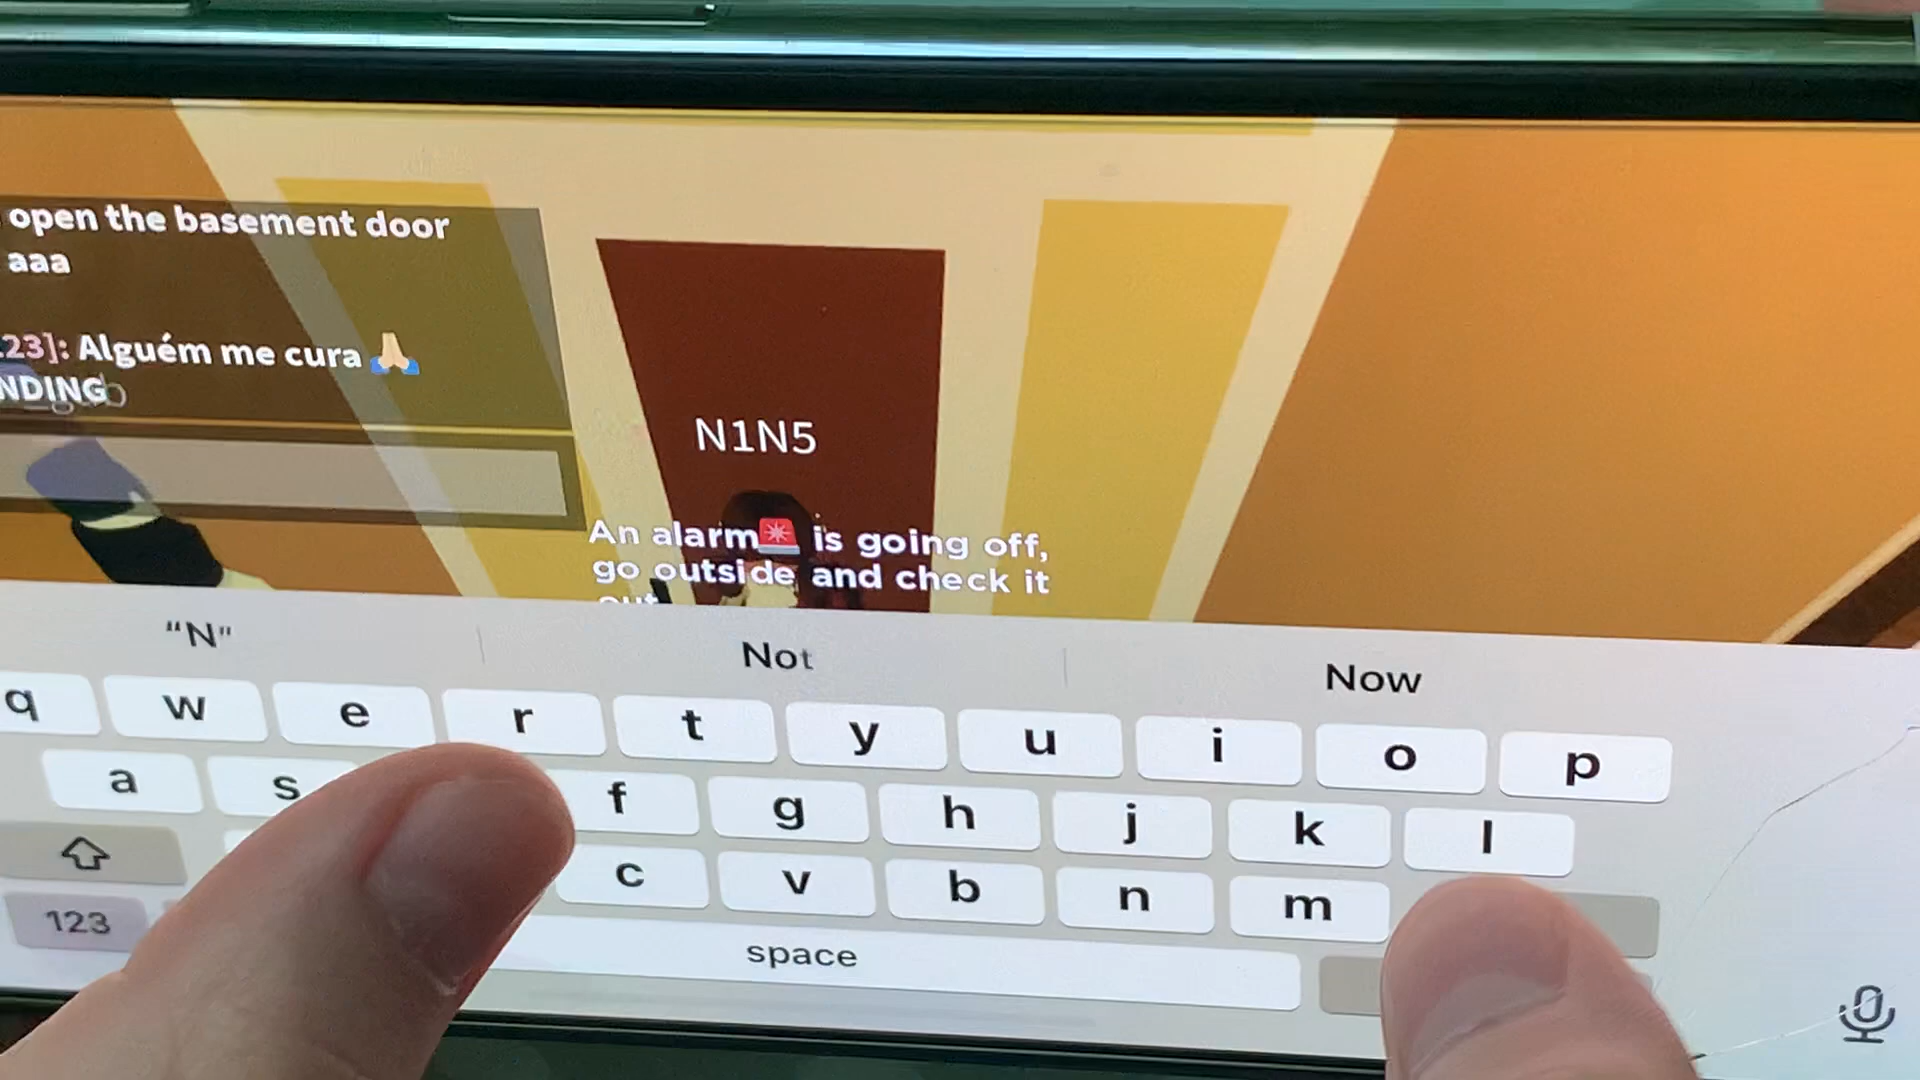 open the basement door
aaa
23]: Alguém me cura 🙏
NDING
N1N5
An alarm🚨 is going off,
go outside and check it
out
“N” Not Now
q w e r t y u i o p
a s f g h j k l
c v b n m
123 space